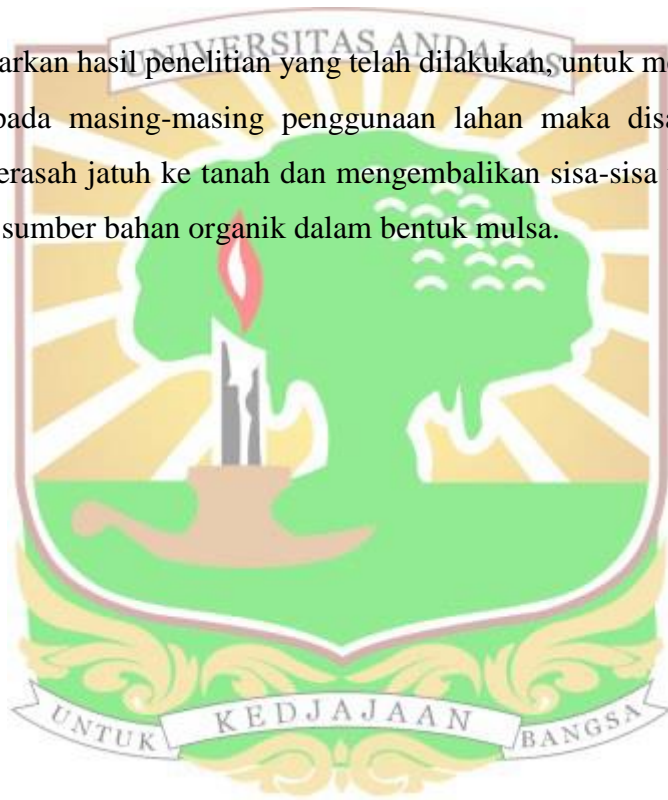 UNIVERSITAS ANDALAS
arkan hasil penelitian yang telah dilakukan, untuk me
pada masing-masing penggunaan lahan maka disa
erasah jatuh ke tanah dan mengembalikan sisa-sisa
sumber bahan organik dalam bentuk mulsa.
UNTUK KEDJAJAAN BANGSA